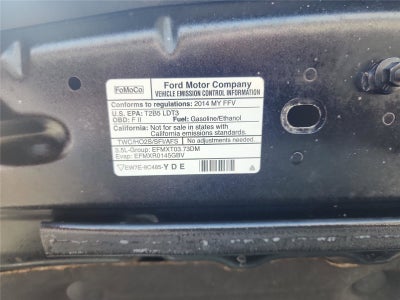 FoMoCo
Ford Motor Company
VEHICLE EMISSION CONTROL INFORMATION
Conforms to regulations: 2014 MY FFV
U.S. EPA: T2B5 LDT3
OBD: F II Fuel: Gasoline/Ethanol
California: Not for sale in states with
California emissions standards.
TWC/HO2S/SFI/AFS No adjustments needed.
3.5L-Group: EFMXT03.73DM
Evap: EFMXR0145GBV
EW7E-9C485-YDE